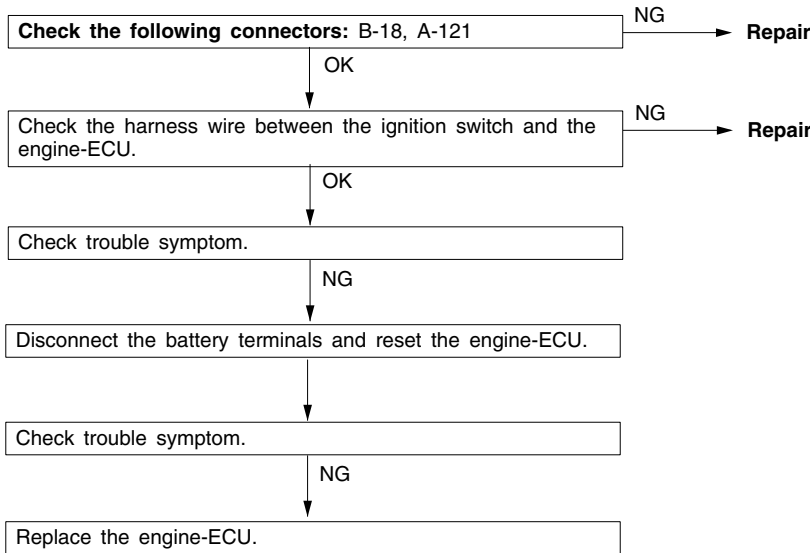 Check the following connectors: B-18, A-121
NG
Repair
OK
Check the harness wire between the ignition switch and the
engine-ECU.
NG
Repair
OK
Check trouble symptom.
NG
Disconnect the battery terminals and reset the engine-ECU.
Check trouble symptom.
NG
Replace the engine-ECU.